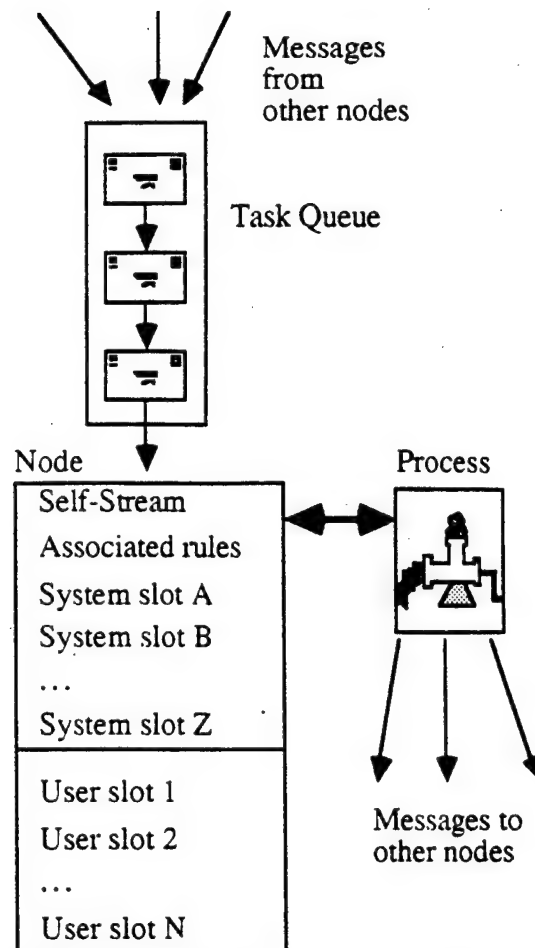 Messages
from
other nodes
Task Queue
Node
Process
Self-Stream
Associated rules
System slot A
System slot B
...
System slot Z
User slot 1
User slot 2
...
User slot N
Messages to
other nodes